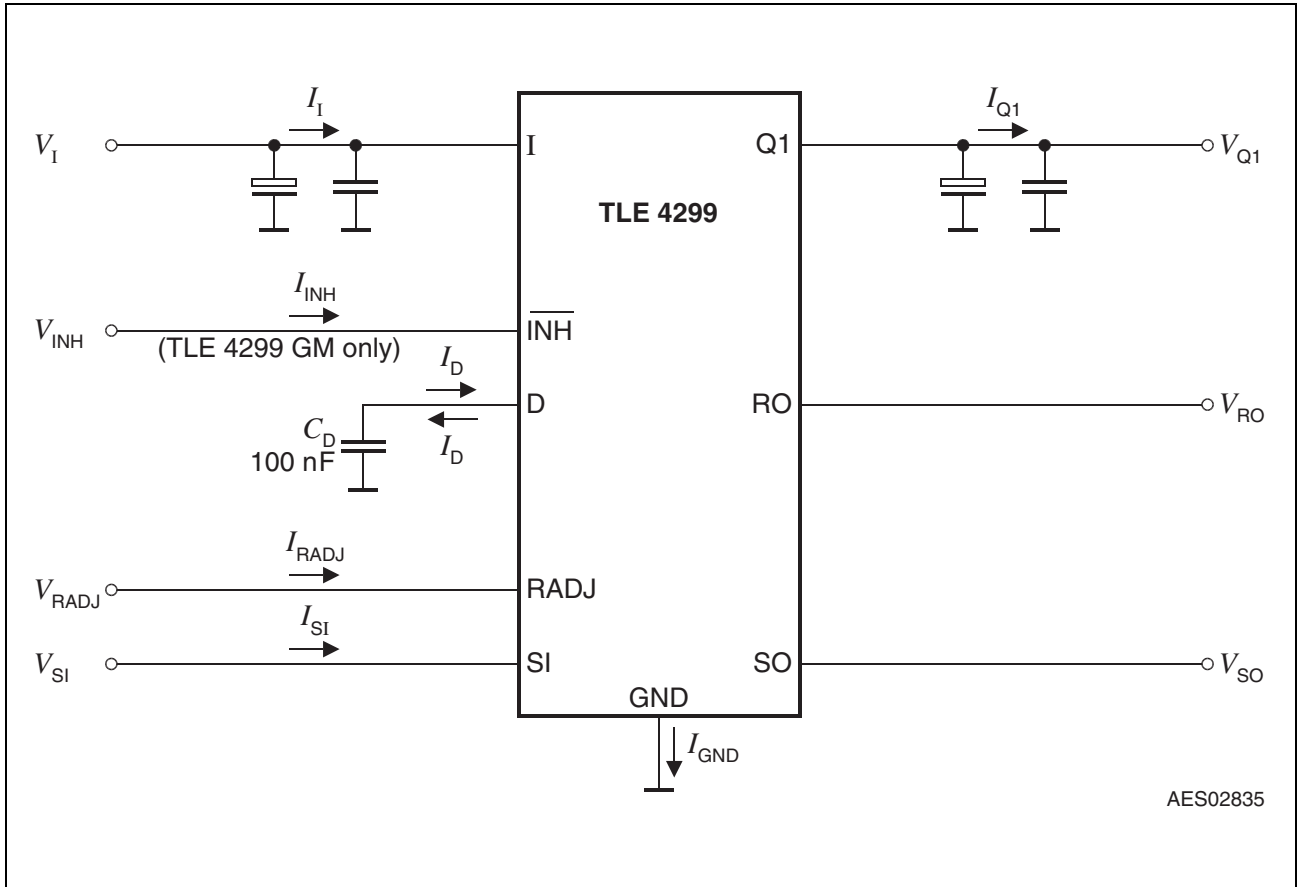 I_I
I_Q1
V_I
I
Q1
V_Q1
TLE 4299
I_INH
V_INH
INH
(TLE 4299 GM only)
I_D
D
RO
V_RO
C_D
I_D
100 nF
I_RADJ
V_RADJ
RADJ
I_SI
V_SI
SI
SO
V_SO
GND
I_GND
AES02835